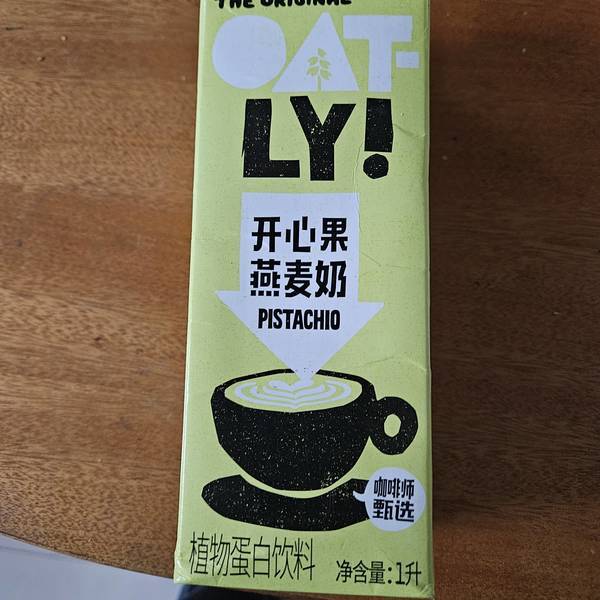 THE ORIGINAL
OAT-
LY!
开心果
燕麦奶
PISTACHIO
咖啡师
甄选
植物蛋白饮料 净含量:1升